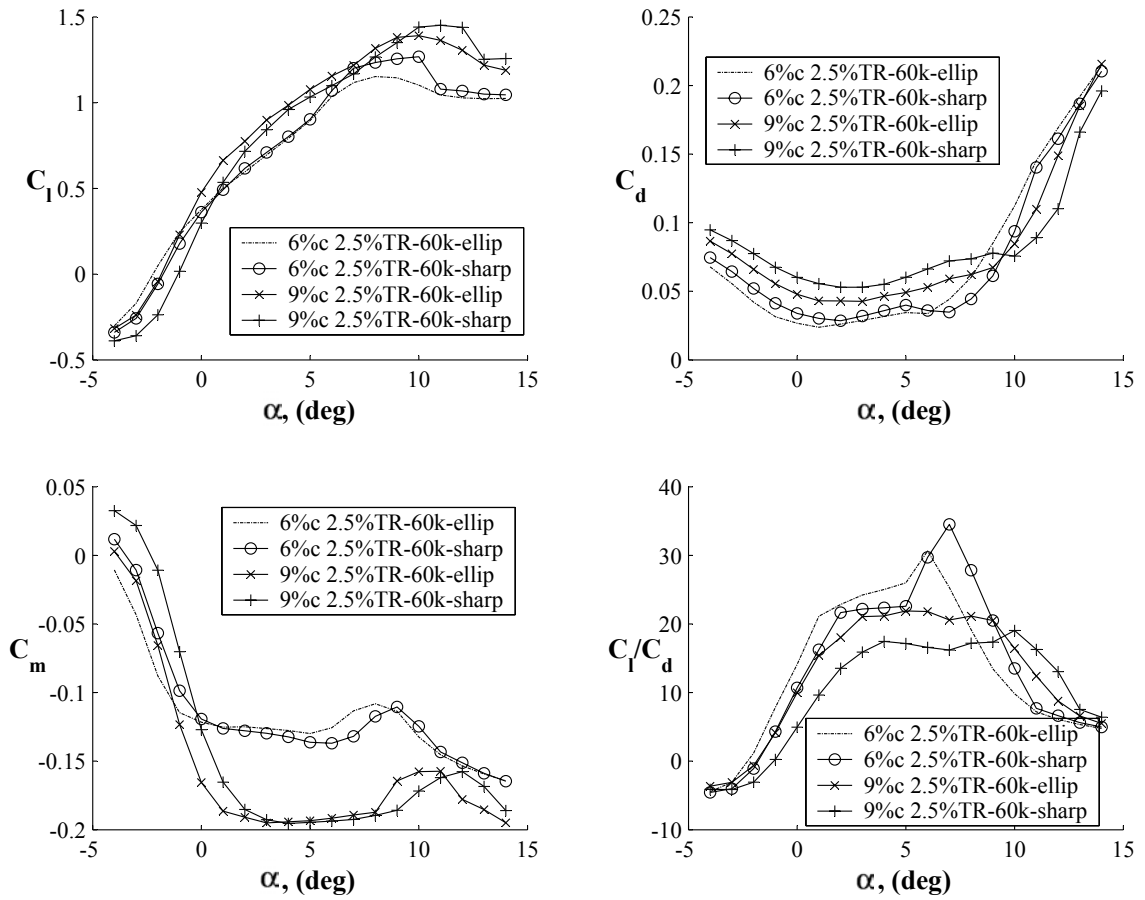 1.5
1
0.5
0
-0.5
-5
0
5
10
15
C_l
α, (deg)
6%c 2.5%TR-60k-ellip
6%c 2.5%TR-60k-sharp
9%c 2.5%TR-60k-ellip
9%c 2.5%TR-60k-sharp
0.25
0.2
0.15
0.1
0.05
0
-5
0
5
10
15
C_d
α, (deg)
6%c 2.5%TR-60k-ellip
6%c 2.5%TR-60k-sharp
9%c 2.5%TR-60k-ellip
9%c 2.5%TR-60k-sharp
0.05
0
-0.05
-0.1
-0.15
-0.2
-5
0
5
10
15
C_m
α, (deg)
6%c 2.5%TR-60k-ellip
6%c 2.5%TR-60k-sharp
9%c 2.5%TR-60k-ellip
9%c 2.5%TR-60k-sharp
40
30
20
10
0
-10
-5
0
5
10
15
C_l/C_d
α, (deg)
6%c 2.5%TR-60k-ellip
6%c 2.5%TR-60k-sharp
9%c 2.5%TR-60k-ellip
9%c 2.5%TR-60k-sharp